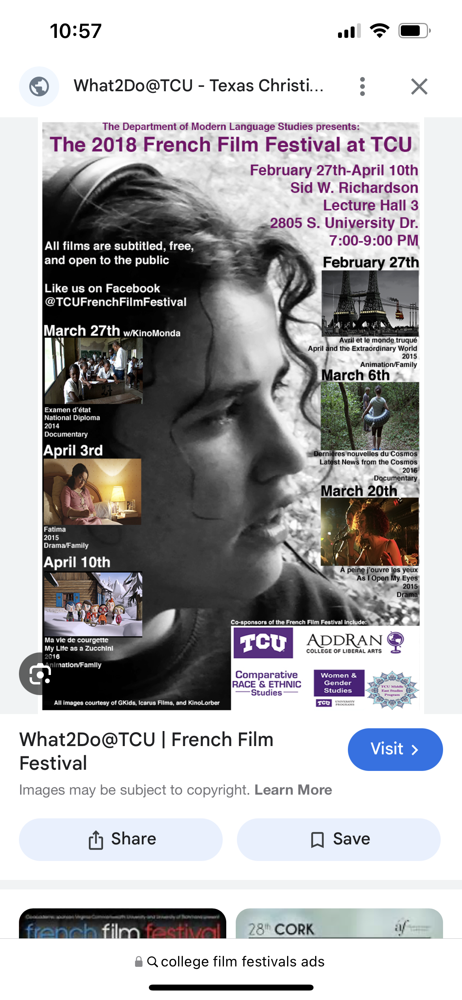 10:57
What2Do@TCU - Texas Christi...
The Department of Modern Language Studies presents:
The 2018 French Film Festival at TCU
February 27th-April 10th
Sid W. Richardson
Lecture Hall 3
2805 S. University Dr.
7:00-9:00 PM
All films are subtitled, free,
and open to the public
Like us on Facebook
@TCUFrenchFilmFestival
March 27th w/KinoMonda
27
Examen d'état
National Diploma
2014
Documentary
April 3rd
Fatima
2015
Drama/Family
April 10th
Ma vie de courgette
My Life as a Zucchini
2016
Animation/Family
All images courtesy of GKids, Icarus Films, and KinoLorber
February 27th
Avril et le monde truqué
April and the Extraordinary World
2015
Animation/Family
March 6th
Dernières nouvelles du Cosmos
Latest News from the Cosmos
2016
Documentary
March 20th
À peine j'ouvre les yeux
As I Open My Eyes
2015
Drama
Co-sponsors of the French Film Festival include:
TCU
ADDRAN
COLLEGE OF LIBERAL ARTS
Comparative
RACE & ETHNIC
Studies
Women &
Gender
Studies
TCU UNIVERSITY
PROGRAMS
TCU Middle
East Studies
Program
What2Do@TCU | French Film
Festival
Visit
Images may be subject to copyright. Learn More
Share
Save
french film festival
28th CORK
af
college film festivals ads